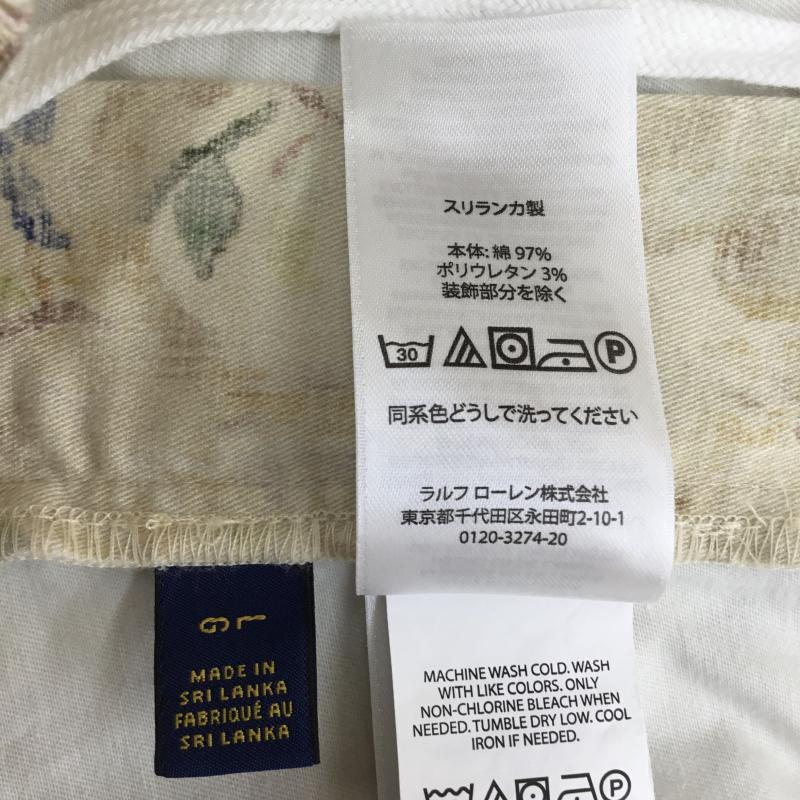 スリランカ製
本体: 綿 97%
ポリウレタン 3%
装飾部分を除く
30
P
同系色どうしで洗ってください
ラルフ ローレン株式会社
東京都千代田区永田町2-10-1
0120-3274-20
MADE IN
SRI LANKA
FABRIQUÉ AU
SRI LANKA
MACHINE WASH COLD. WASH
WITH LIKE COLORS. ONLY
NON-CHLORINE BLEACH WHEN
NEEDED. TUMBLE DRY LOW. COOL
IRON IF NEEDED.
P